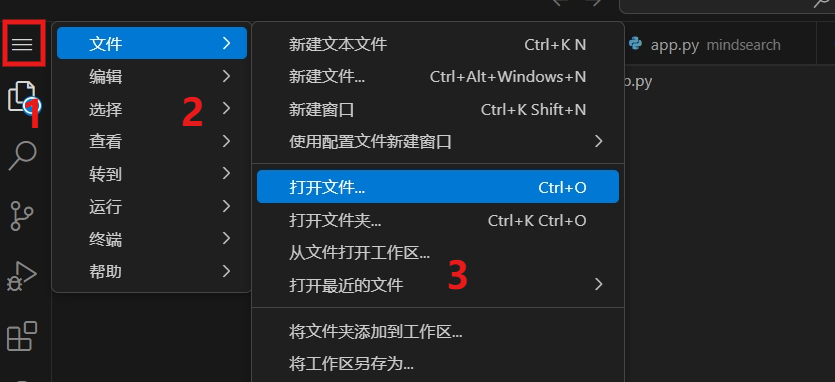 文件
编辑
选择
查看
转到
运行
终端
帮助
1
2
新建文本文件 Ctrl+K N
新建文件... Ctrl+Alt+Windows+N
新建窗口 Ctrl+K Shift+N
使用配置文件新建窗口
打开文件... Ctrl+O
打开文件夹... Ctrl+K Ctrl+O
从文件打开工作区...
打开最近的文件
3
将文件夹添加到工作区...
将工作区另存为...
app.py mindsearch
p.py